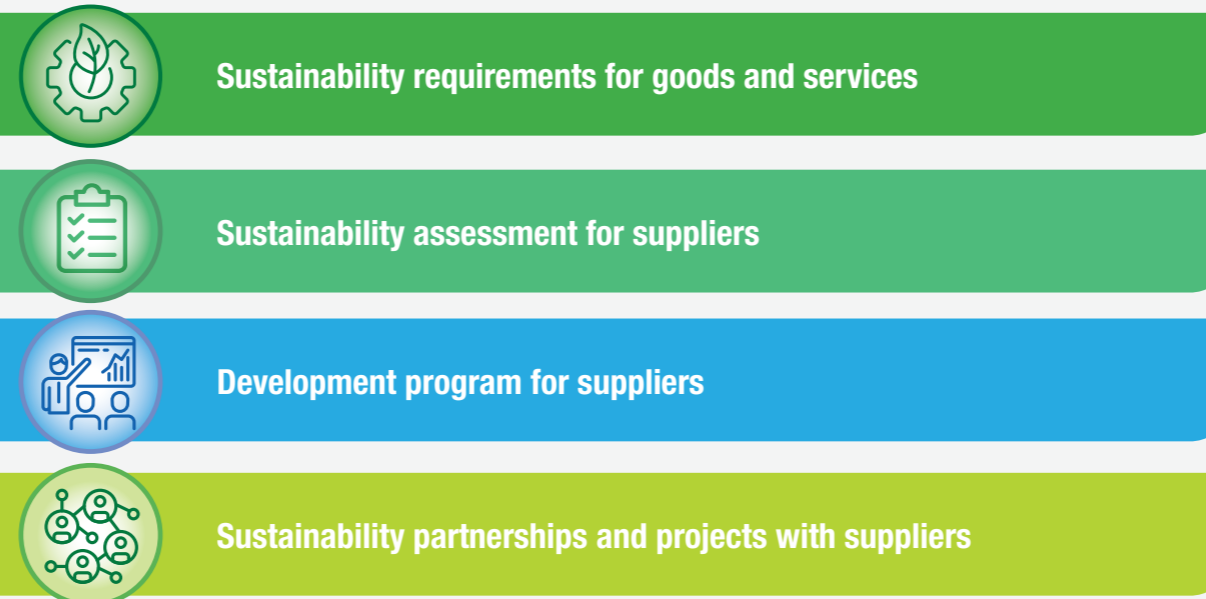 Sustainability requirements for goods and services
Sustainability assessment for suppliers
Development program for suppliers
Sustainability partnerships and projects with suppliers